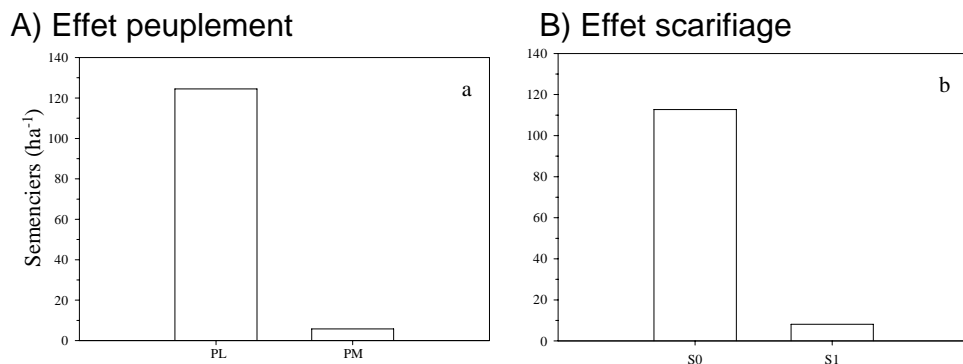 A) Effet peuplement
B) Effet scarifiage
140
120
100
80
60
40
20
0
Semenciers (ha⁻¹)
a
PL
PM
140
120
100
80
60
40
20
0
b
S0
S1